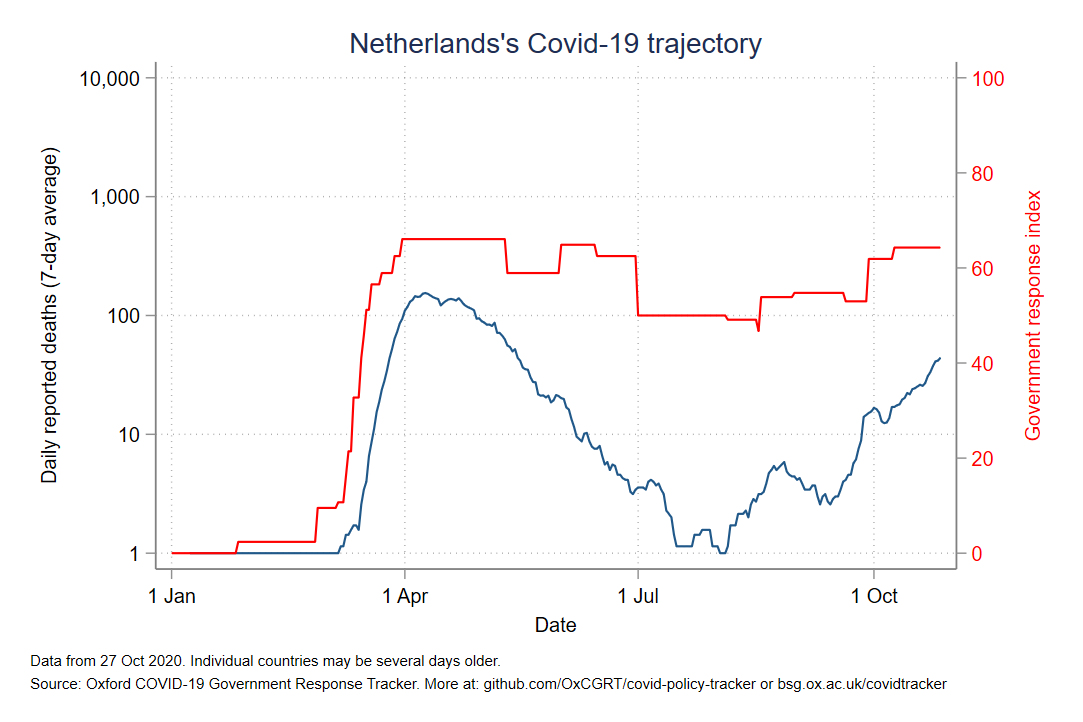 Netherlands's Covid-19 trajectory
Daily reported deaths (7-day average)
10,000
1,000
100
10
1
100
80
60
40
20
0
Government response index
1 Jan
1 Apr
1 Jul
1 Oct
Date
Data from 27 Oct 2020. Individual countries may be several days older.
Source: Oxford COVID-19 Government Response Tracker. More at: github.com/OxCGRT/covid-policy-tracker or bsg.ox.ac.uk/covidtracker